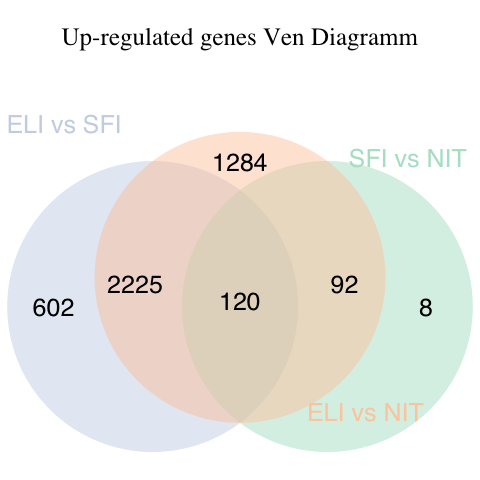 Up-regulated genes Ven Diagramm
ELI vs SFI
1284
SFI vs NIT
2225
92
120
602
8
ELI vs NIT